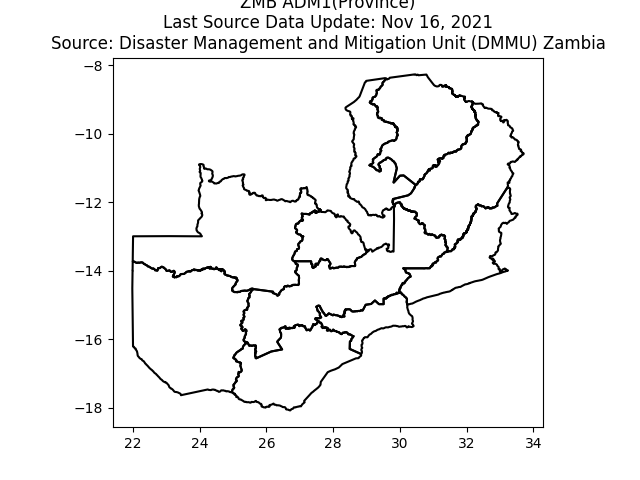 ZMB ADM1(Province)
Last Source Data Update: Nov 16, 2021
Source: Disaster Management and Mitigation Unit (DMMU) Zambia
−8
−10
−12
−14
−16
−18
22 24 26 28 30 32 34